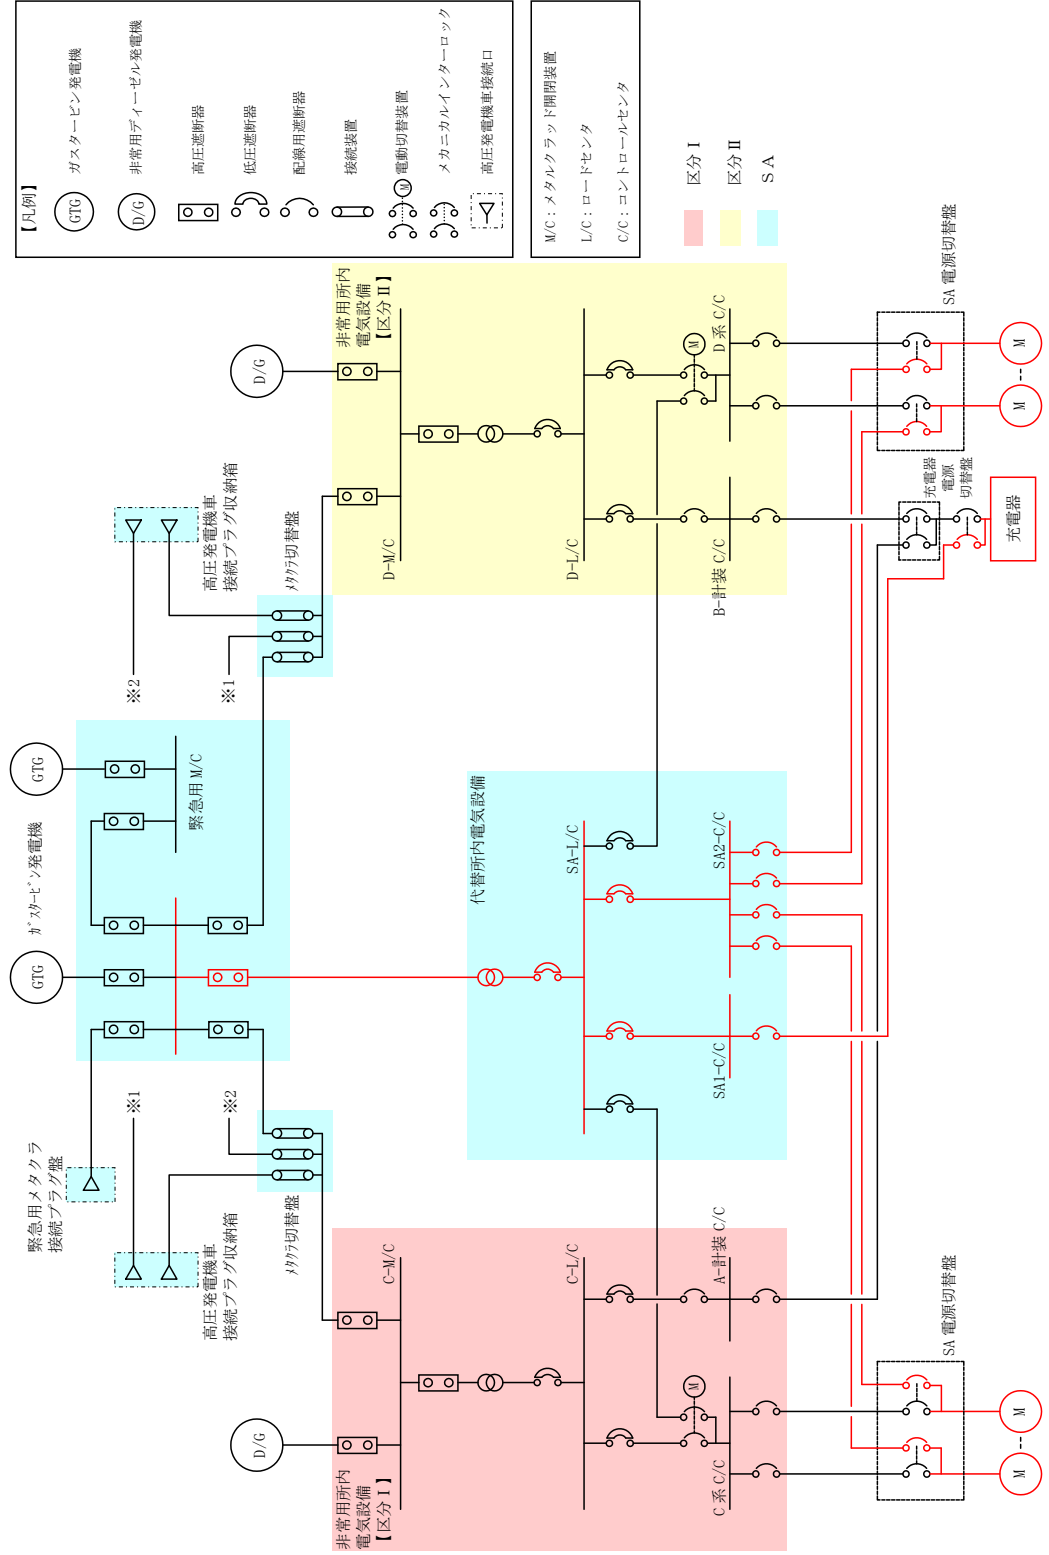 【凡例】
GTG
ガスタービン発電機
D/G
非常用ディーゼル発電機
高圧遮断器
低圧遮断器
配線用遮断器
接続装置
M
電動切替装置
メカニカルインターロック
高圧発電機車接続口
M/C：メタルクラッド開閉装置
L/C：ロードセンタ
C/C：コントロールセンタ
区分Ⅰ
区分Ⅱ
SA
緊急用メタクラ
接続プラグ盤
GTG
ｶﾞｽﾀｰﾋﾞﾝ発電機
GTG
緊急用M/C
※1
※2
高圧発電機車
接続プラグ収納箱
ﾒﾀｸﾗ切替盤
※2
※1
高圧発電機車
接続プラグ収納箱
ﾒﾀｸﾗ切替盤
非常用所内
電気設備
【区分Ⅰ】
D/G
C-M/C
C-L/C
M
C系C/C
A-計装C/C
代替所内電気設備
SA-L/C
SA1-C/C
SA2-C/C
非常用所内
電気設備
【区分Ⅱ】
D/G
D-M/C
D-L/C
M
B-計装C/C
D系C/C
SA電源切替盤
M
M
充電器
電源
切替盤
充電器
SA電源切替盤
M
M